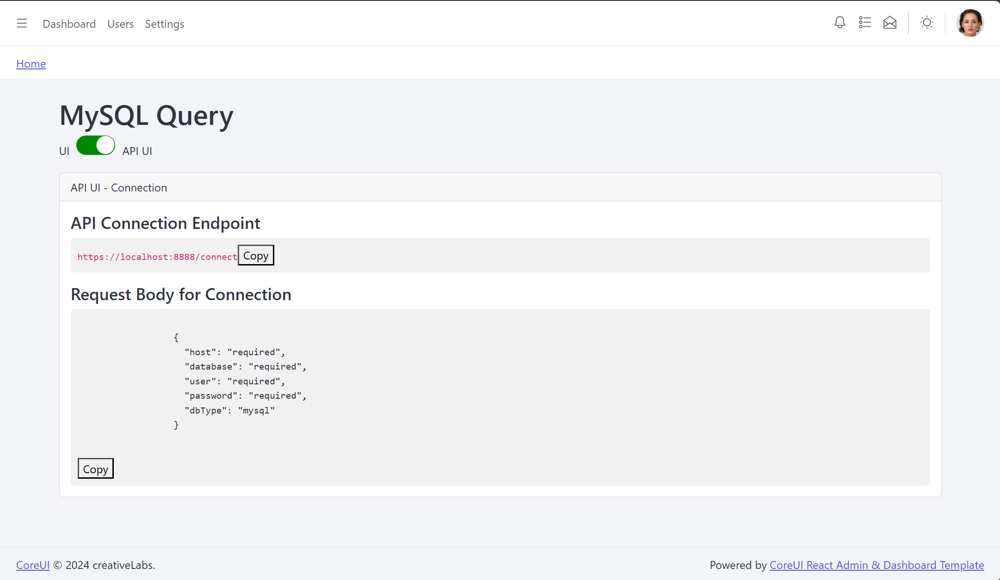 Dashboard Users Settings
Home
MySQL Query
UI API UI
API UI - Connection
API Connection Endpoint
https://localhost:8888/connect Copy
Request Body for Connection
{
  "host": "required",
  "database": "required",
  "user": "required",
  "password": "required",
  "dbType": "mysql"
}
Copy
CoreUI © 2024 creativeLabs. Powered by CoreUI React Admin & Dashboard Template